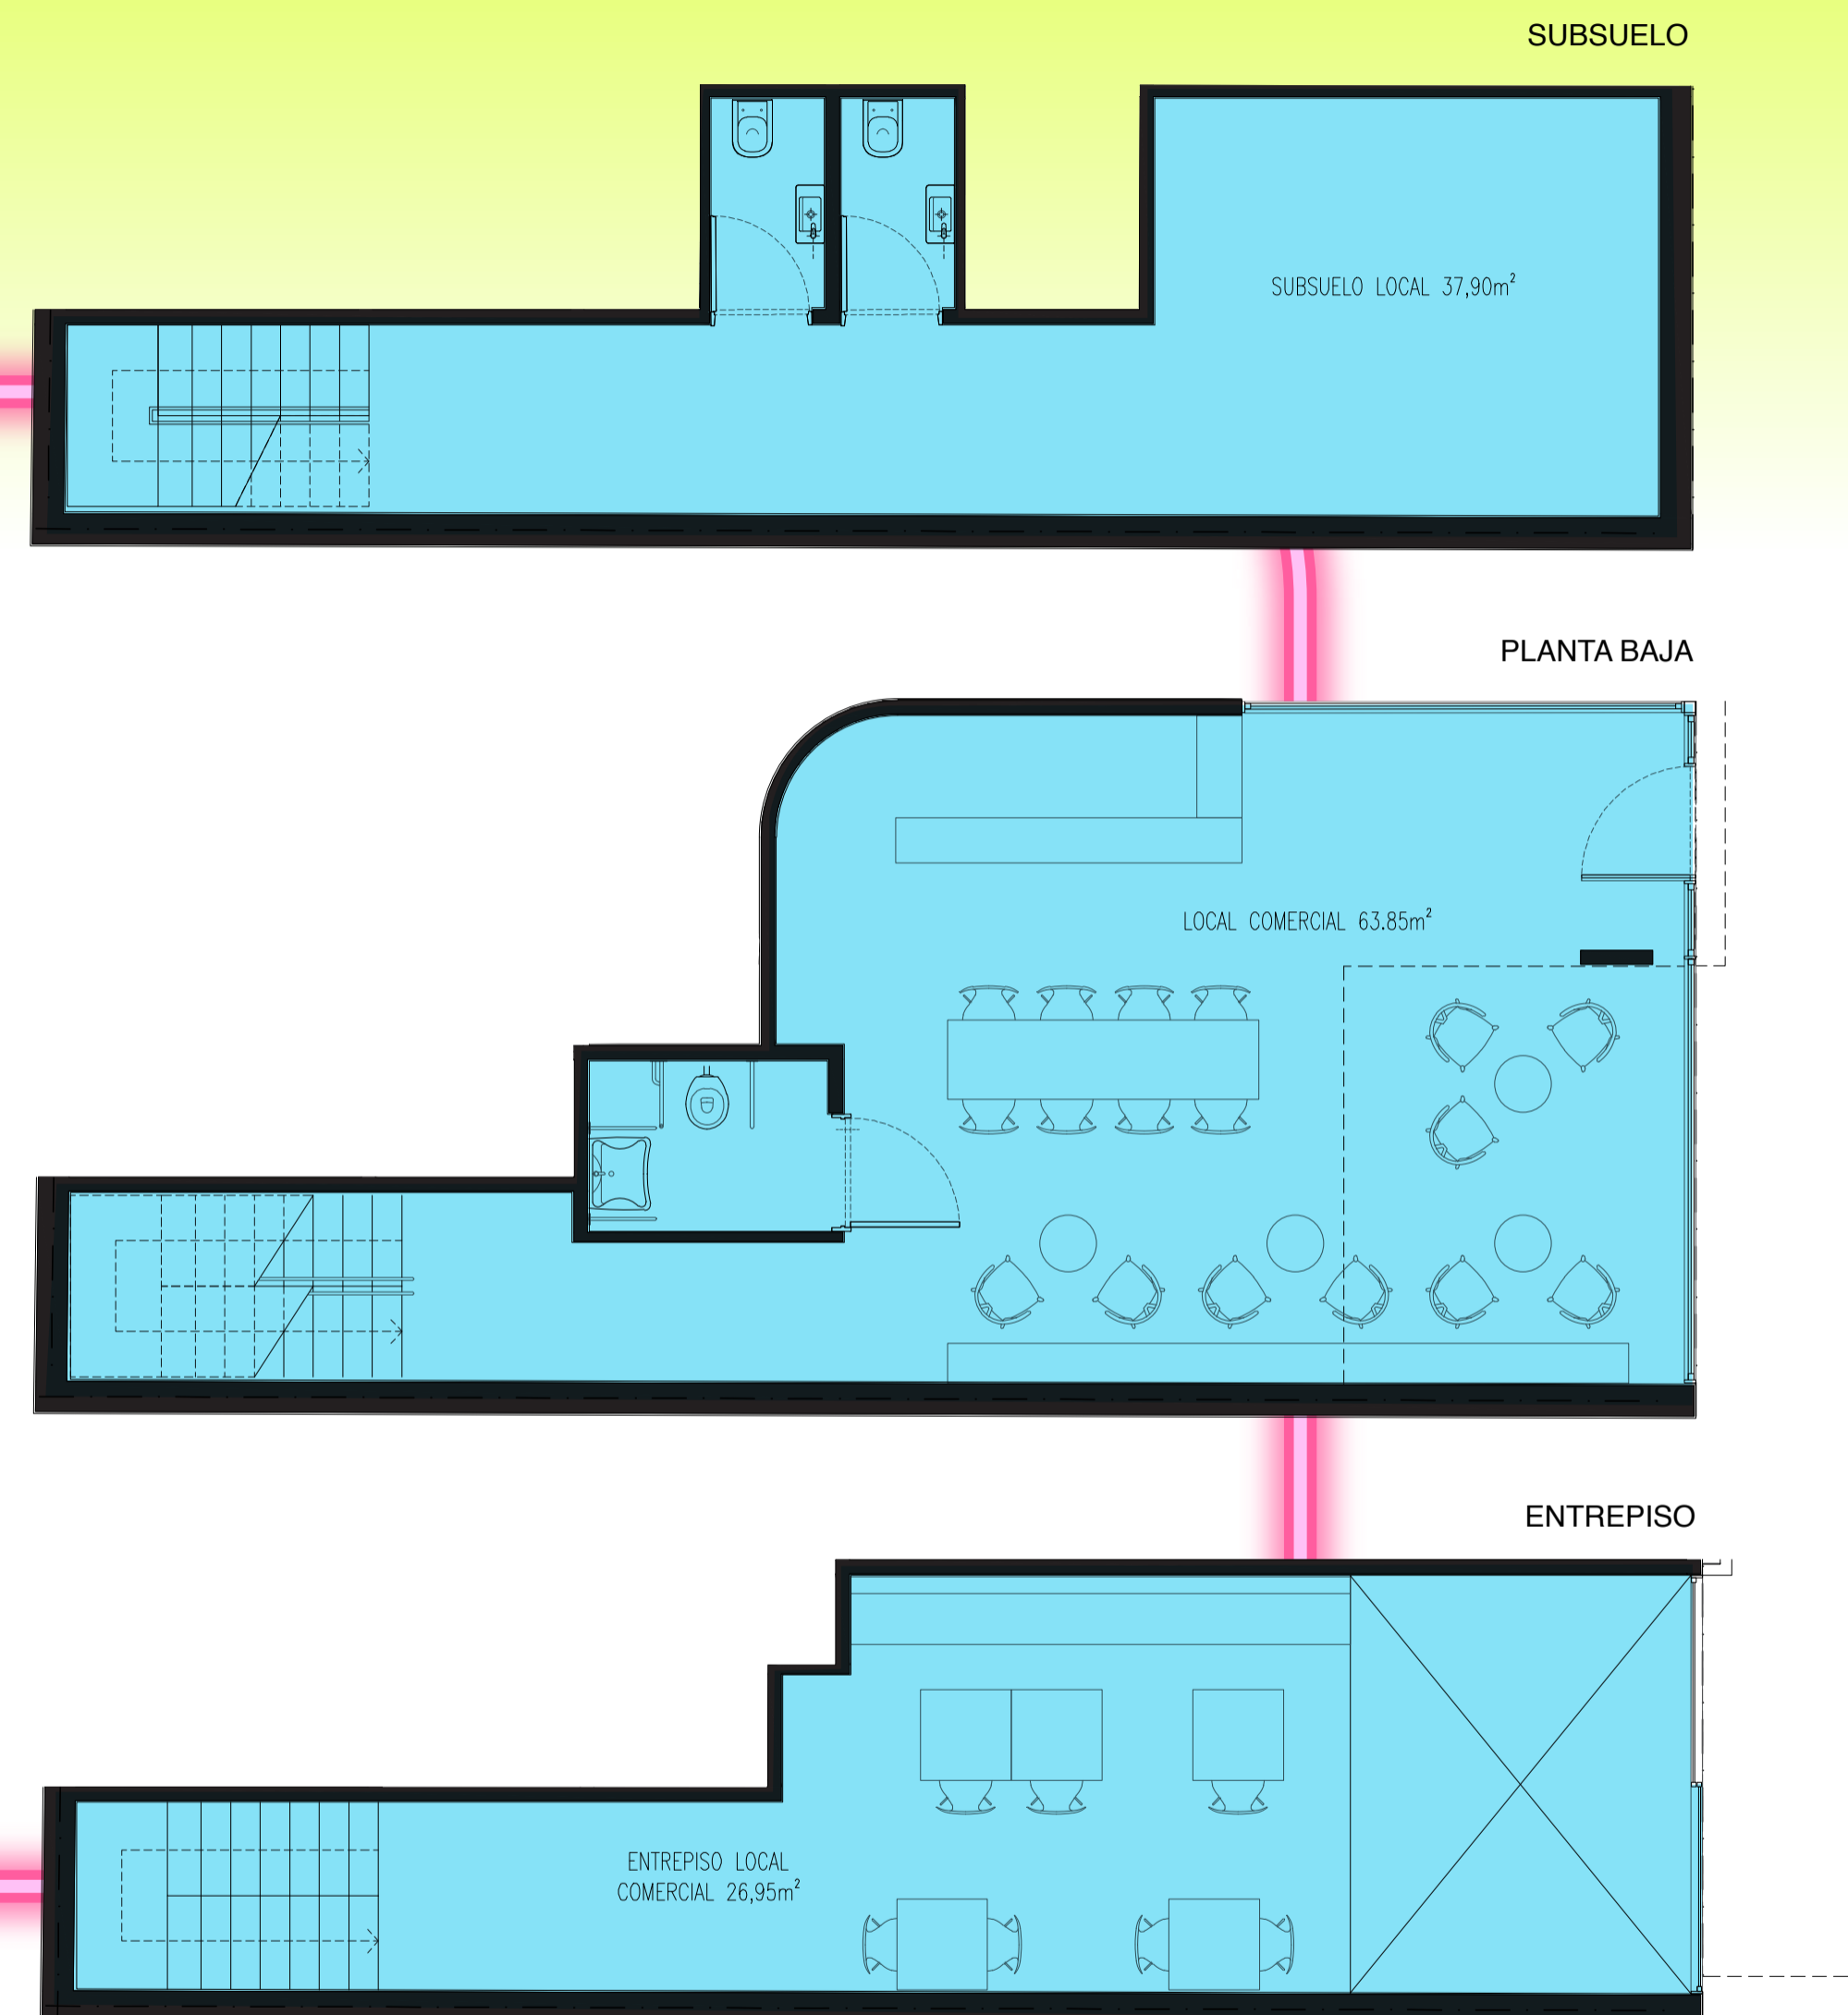 SUBSUELO
SUBSUELO LOCAL 37,90m²
PLANTA BAJA
LOCAL COMERCIAL 63.85m²
ENTREPISO
ENTREPISO LOCAL
COMERCIAL 26,95m²